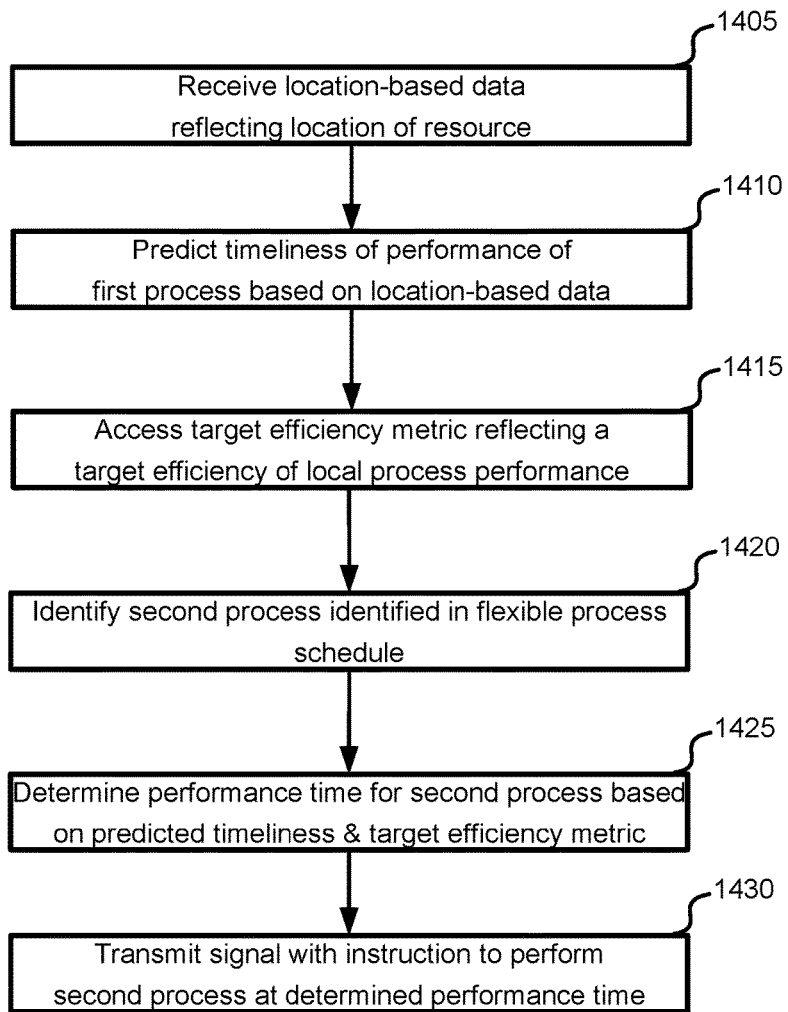 1405
Receive location-based data
reflecting location of resource
1410
Predict timeliness of performance of
first process based on location-based data
1415
Access target efficiency metric reflecting a
target efficiency of local process performance
1420
Identify second process identified in flexible process
schedule
1425
Determine performance time for second process based
on predicted timeliness & target efficiency metric
1430
Transmit signal with instruction to perform
second process at determined performance time